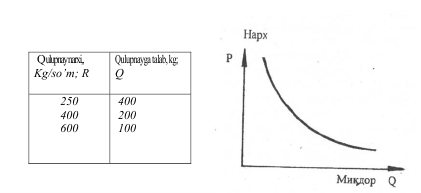 Qulupnaynarxi, Qulupnayga talab, kg;
Kg/so'm; R Q
250 400
400 200
600 100
Нарх
P
Миқдор Q